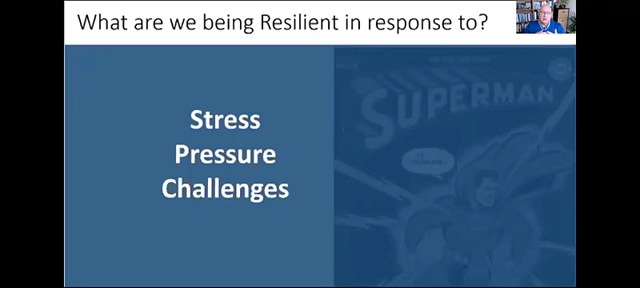 What are we being Resilient in response to?
Stress
Pressure
Challenges
SUPERMAN